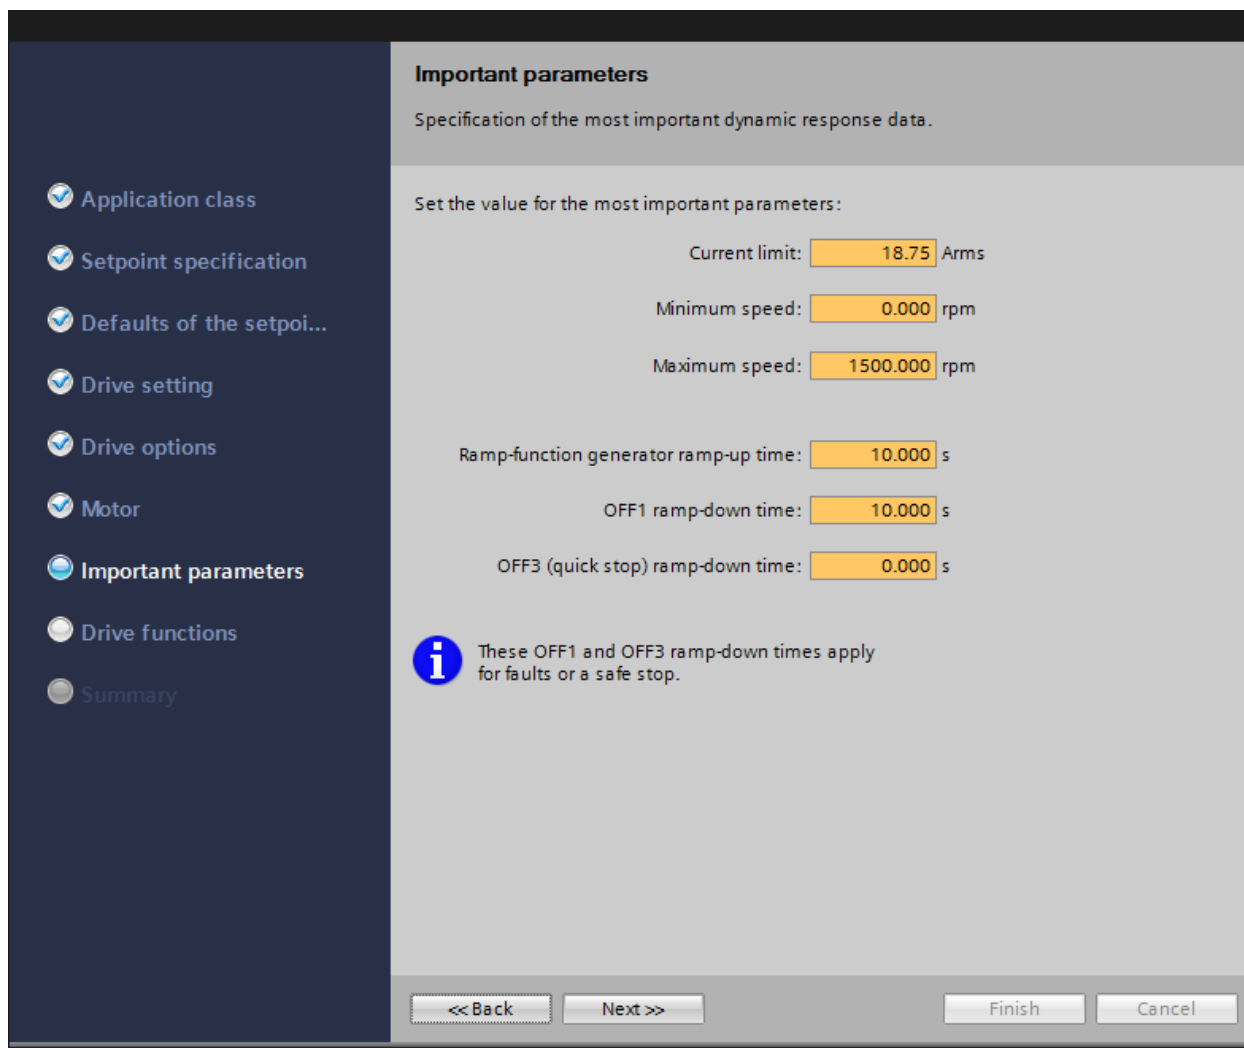 Important parameters
Specification of the most important dynamic response data.
Application class
Setpoint specification
Defaults of the setpoi...
Drive setting
Drive options
Motor
Important parameters
Drive functions
Summary
Set the value for the most important parameters:
Current limit: 18.75 Arms
Minimum speed: 0.000 rpm
Maximum speed: 1500.000 rpm
Ramp-function generator ramp-up time: 10.000 s
OFF1 ramp-down time: 10.000 s
OFF3 (quick stop) ramp-down time: 0.000 s
These OFF1 and OFF3 ramp-down times apply
for faults or a safe stop.
<< Back Next >> Finish Cancel